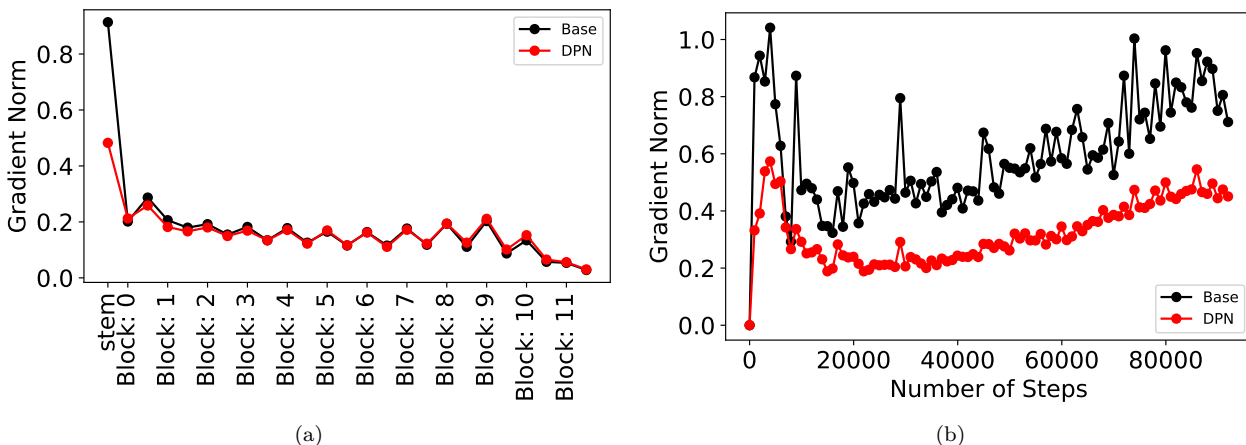 Gradient Norm
0.8
0.6
0.4
0.2
0.0
Base
DPN
stem
Block: 0
Block: 1
Block: 2
Block: 3
Block: 4
Block: 5
Block: 6
Block: 7
Block: 8
Block: 9
Block: 10
Block: 11
(a)
Gradient Norm
1.0
0.8
0.6
0.4
0.2
0.0
Base
DPN
0
20000
40000
60000
80000
Number of Steps
(b)